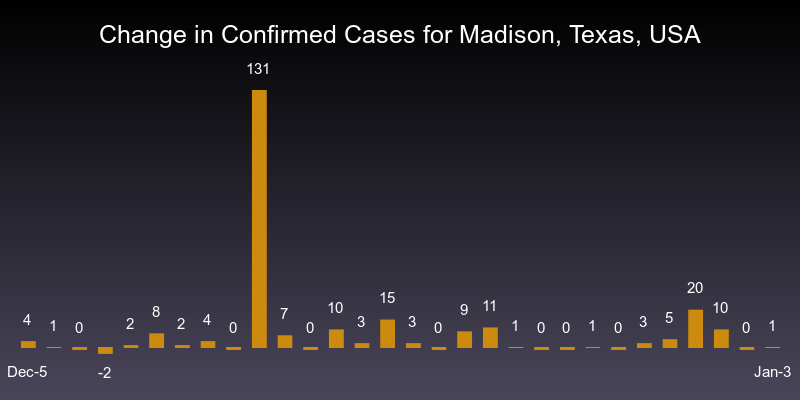 Change in Confirmed Cases for Madison, Texas, USA
4 1 0 -2 2 8 2 4 0 131 7 0 10 3 15 3 0 9 11 1 0 0 1 0 3 5 20 10 0 1
Dec-5 Jan-3